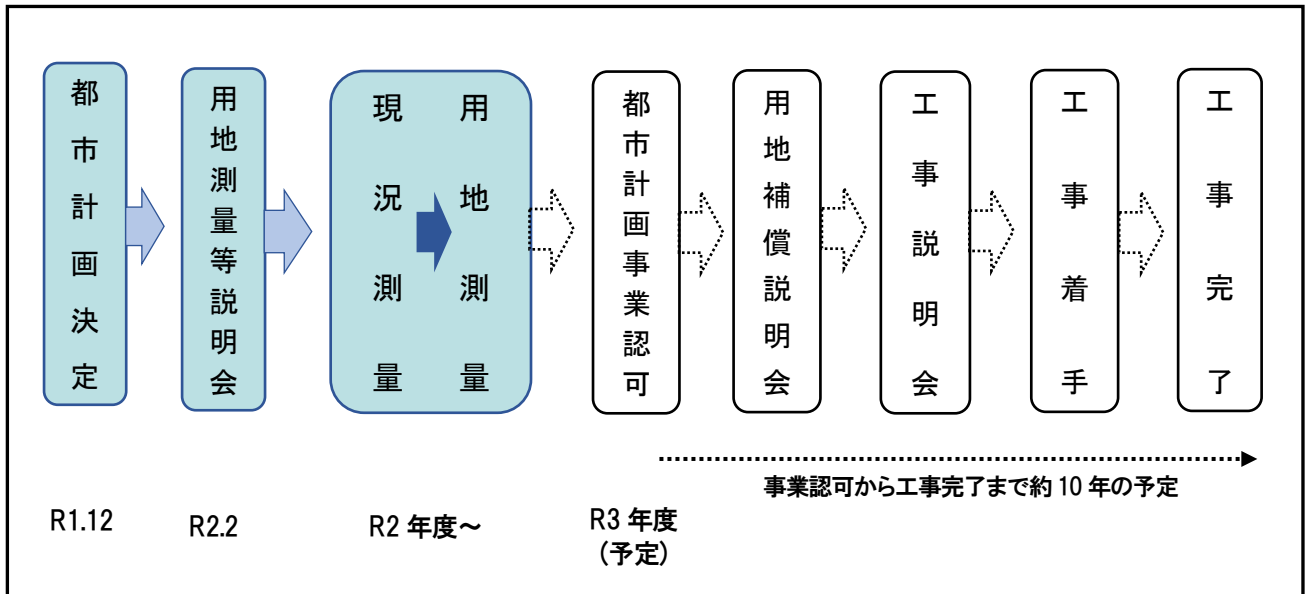 都市計画決定
用地測量等説明会
現況測量
用地測量
都市計画事業認可
用地補償説明会
工事説明会
工事着手
工事完了
事業認可から工事完了まで約10年の予定
R1.12
R2.2
R2年度～
R3年度
(予定)